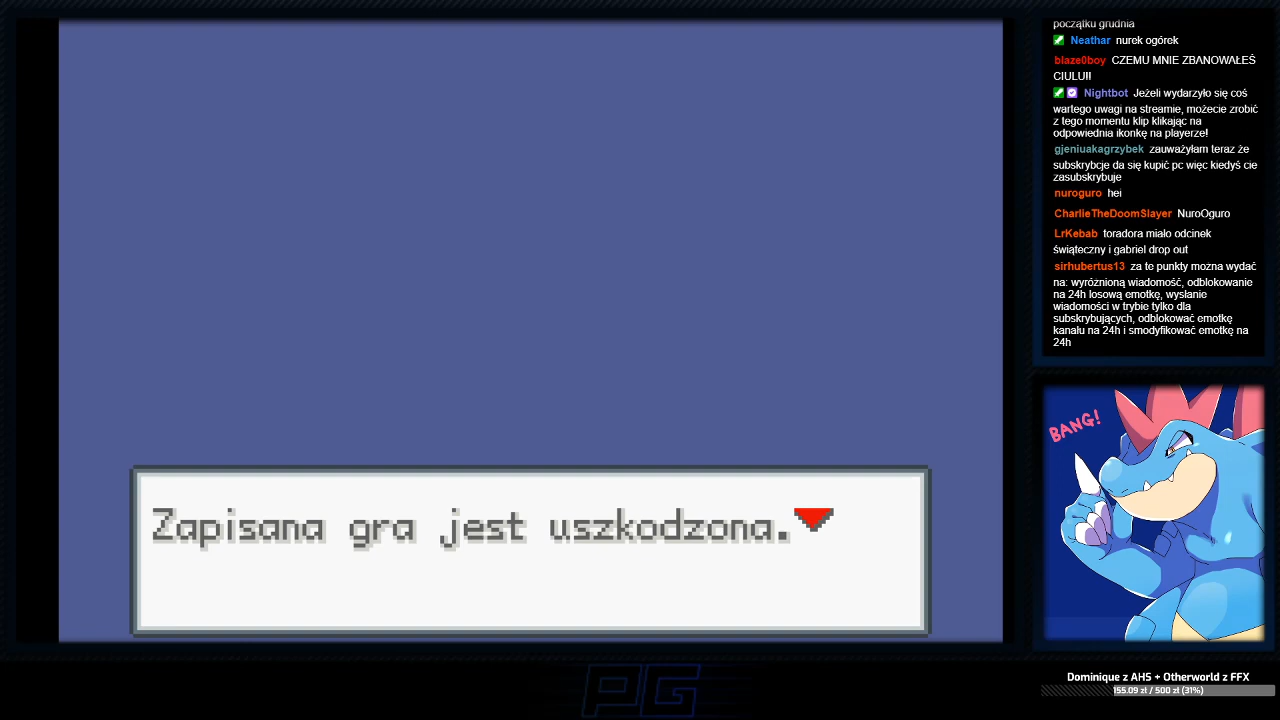 początku grudnia
Neathar nurek ogórek
blaze0boy CZEMU MNIE ZBANOWAŁEŚ
CIULU!!
Nightbot Jeżeli wydarzyło się coś
wartego uwagi na streamie, możecie zrobić
z tego momentu klip klikając na
odpowiednia ikonkę na playerze!
gjeniuakagrzybek zauważyłam teraz że
subskrybcje da się kupić pc więc kiedyś cie
zasubskrybuje
nuroguro hei
CharlieTheDoomSlayer NuroOguro
LrKebab toradora miało odcinek
świąteczny i gabriel drop out
sirhubertus13 za te punkty można wydać
na: wyróżnioną wiadomość, odblokowanie
na 24h losową emotkę, wysłanie
wiadomości w trybie tylko dla
subskrybujących, odblokować emotkę
kanału na 24h i smodyfikować emotkę na
24h
BANG!
Zapisana gra jest uszkodzona.
PG
Dominique z AHS + Otherworld z FFX
155.09 zł / 500 zł (31%)